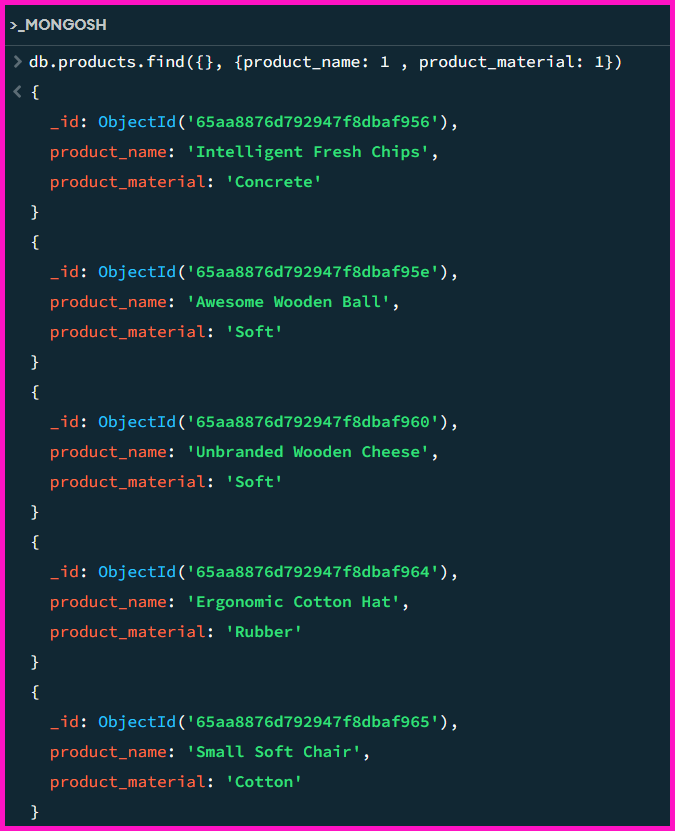 >_MONGOSH
> db.products.find({}, {product_name: 1 , product_material: 1})
< {
_id: ObjectId('65aa8876d792947f8dbaf956'),
product_name: 'Intelligent Fresh Chips',
product_material: 'Concrete'
}
{
_id: ObjectId('65aa8876d792947f8dbaf95e'),
product_name: 'Awesome Wooden Ball',
product_material: 'Soft'
}
{
_id: ObjectId('65aa8876d792947f8dbaf960'),
product_name: 'Unbranded Wooden Cheese',
product_material: 'Soft'
}
{
_id: ObjectId('65aa8876d792947f8dbaf964'),
product_name: 'Ergonomic Cotton Hat',
product_material: 'Rubber'
}
{
_id: ObjectId('65aa8876d792947f8dbaf965'),
product_name: 'Small Soft Chair',
product_material: 'Cotton'
}